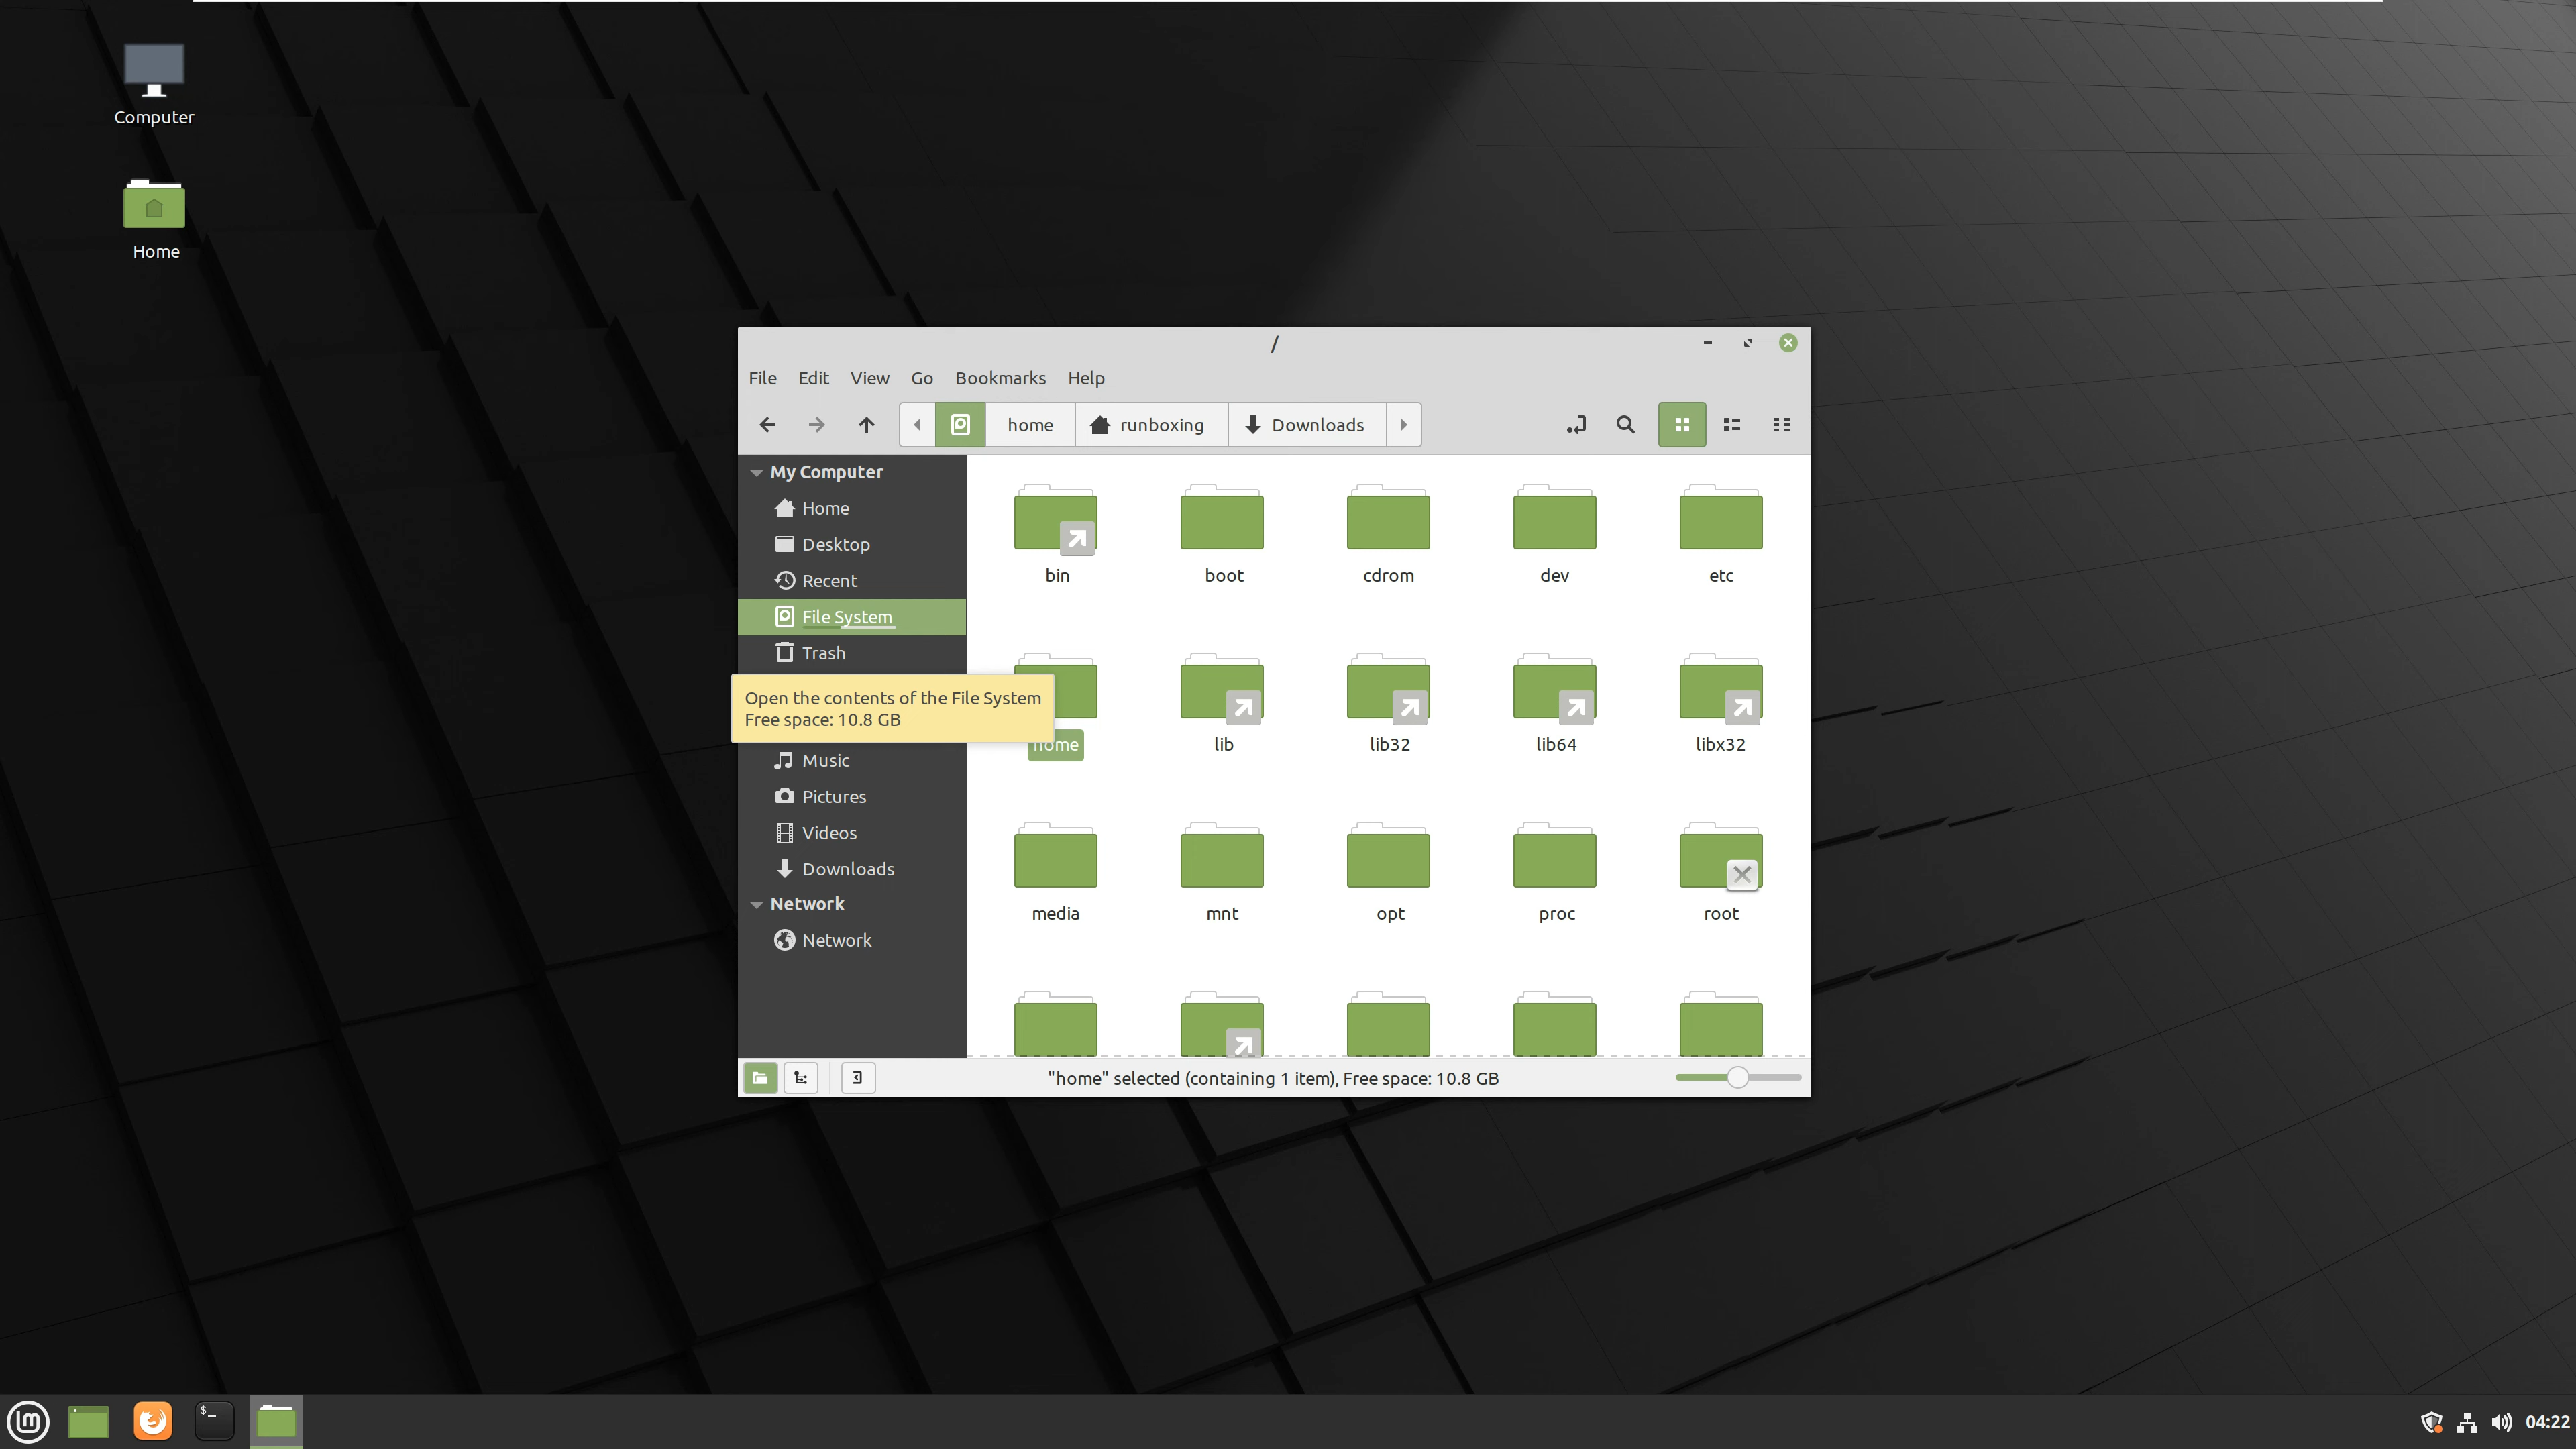 Computer
Home
/
File Edit View Go Bookmarks Help
home runboxing Downloads
My Computer
Home
Desktop
Recent
File System
Trash
Open the contents of the File System
Free space: 10.8 GB
Music
Pictures
Videos
Downloads
Network
Network
bin boot cdrom dev etc
home lib lib32 lib64 libx32
media mnt opt proc root
"home" selected (containing 1 item), Free space: 10.8 GB
$_
lm
04:22